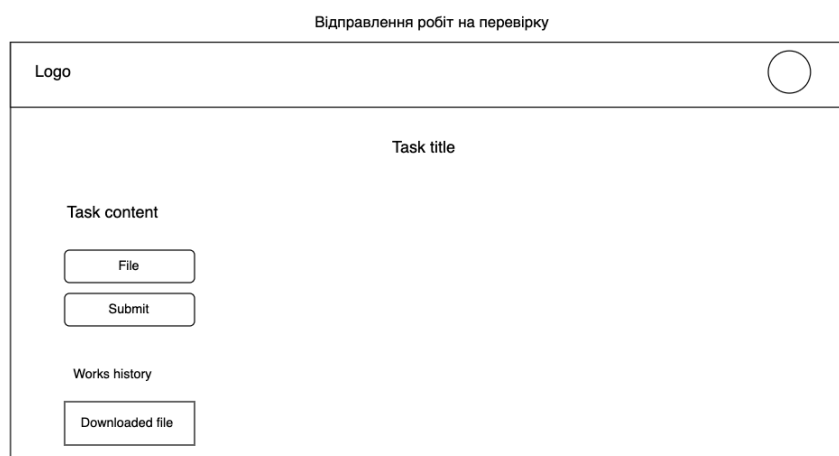 Відправлення робіт на перевірку
Logo
Task title
Task content
File
Submit
Works history
Downloaded file